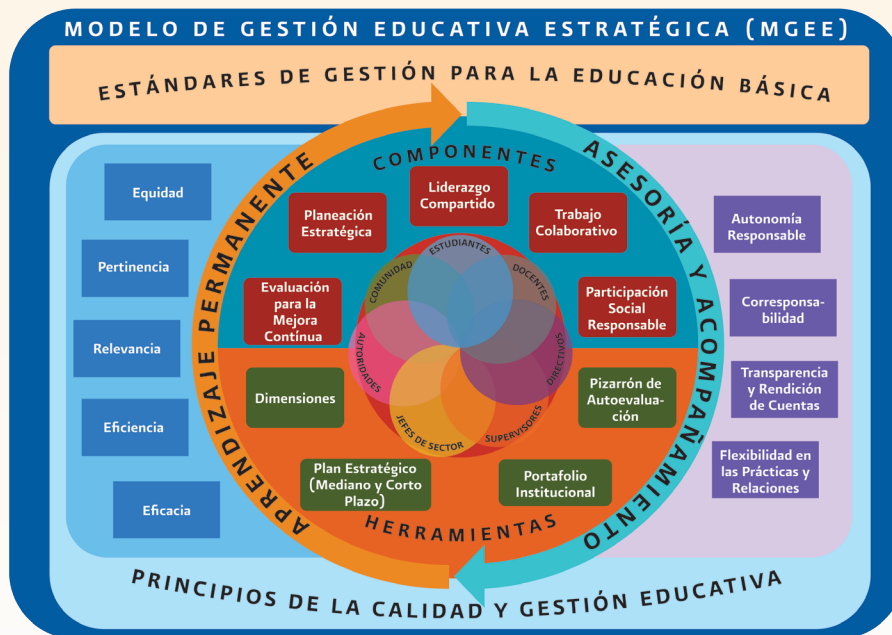 MODELO DE GESTIÓN EDUCATIVA ESTRATÉGICA (MGEE)
ESTÁNDARES DE GESTIÓN PARA LA EDUCACIÓN BÁSICA
APRENDIZAJE PERMANENTE
ASESORÍA Y ACOMPAÑAMIENTO
COMPONENTES
Liderazgo
Compartido
Planeación
Estratégica
Trabajo
Colaborativo
Evaluación
para la
Mejora
Contínua
Participación
Social
Responsable
ESTUDIANTES
COMUNIDAD
DOCENTES
AUTORIDADES
DIRECTIVOS
JEFES DE SECTOR
SUPERVISORES
Dimensiones
Pizarrón de
Autoevalua-
ción
Plan Estratégico
(Mediano y Corto
Plazo)
Portafolio
Institucional
HERRAMIENTAS
Equidad
Pertinencia
Relevancia
Eficiencia
Eficacia
Autonomía
Responsable
Corresponsa-
bilidad
Transparencia
y Rendición
de Cuentas
Flexibilidad en
las Prácticas y
Relaciones
PRINCIPIOS DE LA CALIDAD Y GESTIÓN EDUCATIVA